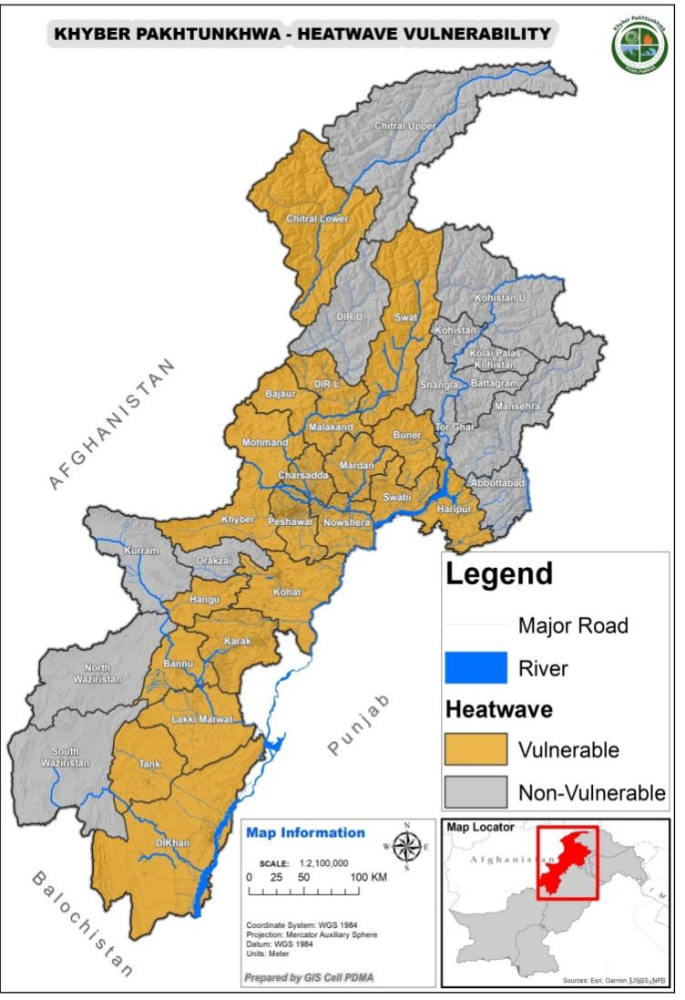 KHYBER PAKHTUNKHWA - HEATWAVE VULNERABILITY
Khyber Pakhtunkhwa
Chitral Upper
Chitral Lower
Kohistan U
DIR U
Swat
Kohistan
L
Kolai Palas
Kohistan
Shangla
Battagram
DIR L
Bajaur
Mansehra
Malakand
Tor Ghar
Buner
Mohmand
Mardan
Charsadda
Abbottabad
Swabi
Haripur
Khyber
Peshawar
Nowshera
Kurram
Orakzai
Kohat
Hangu
Karak
Bannu
North
Waziristan
Lakki Marwat
South
Waziristan
Tank
DIKhan
AFGHANISTAN
Punjab
Balochistan
Legend
Major Road
River
Heatwave
Vulnerable
Non-Vulnerable
Map Information
N
W
E
S
SCALE: 1:2,100,000
0 25 50 100 KM
Coordinate System: WGS 1984
Projection: Mercator Auxiliary Sphere
Datum: WGS 1984
Units: Meter
Prepared by GIS Cell PDMA
Map Locator
Afghanistan
Sources: Esri, Garmin, USGS, NPS